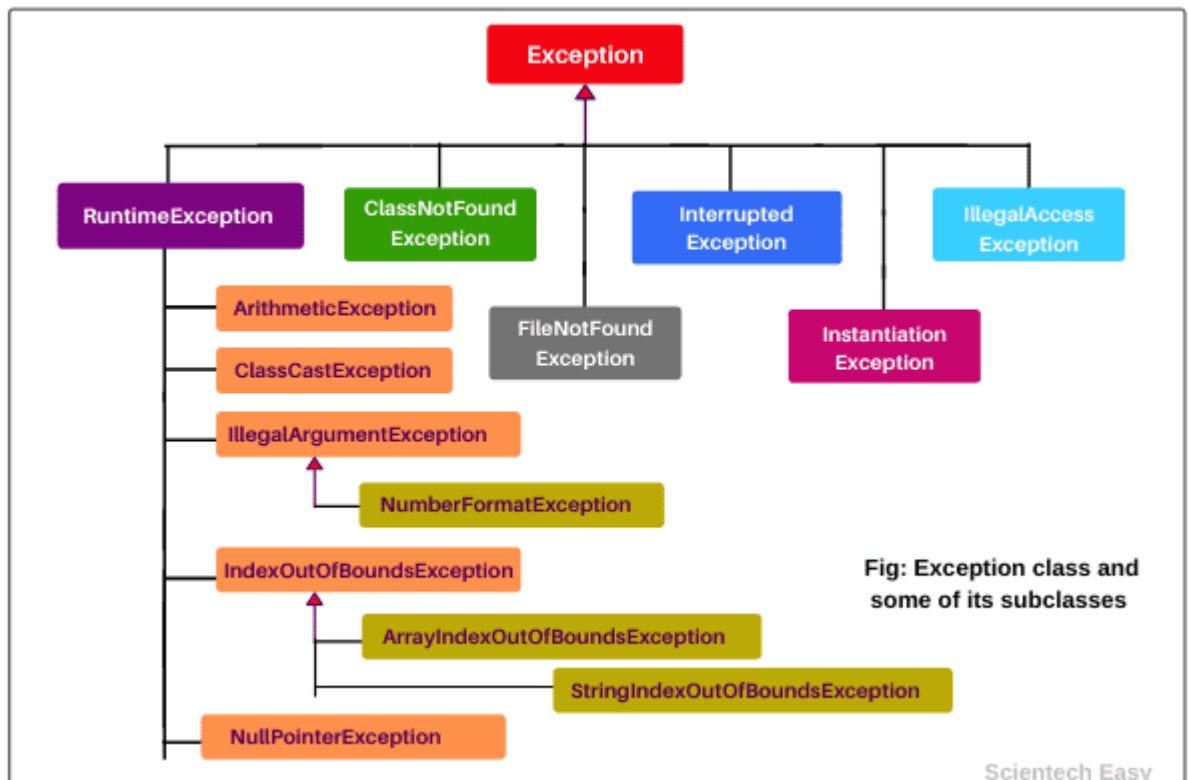 Exception
RuntimeException
ClassNotFound
Exception
Interrupted
Exception
IllegalAccess
Exception
FileNotFound
Exception
Instantiation
Exception
ArithmeticException
ClassCastException
IllegalArgumentException
NumberFormatException
IndexOutOfBoundsException
ArrayIndexOutOfBoundsException
StringIndexOutOfBoundsException
NullPointerException
Fig: Exception class and
some of its subclasses
Scientech Easy